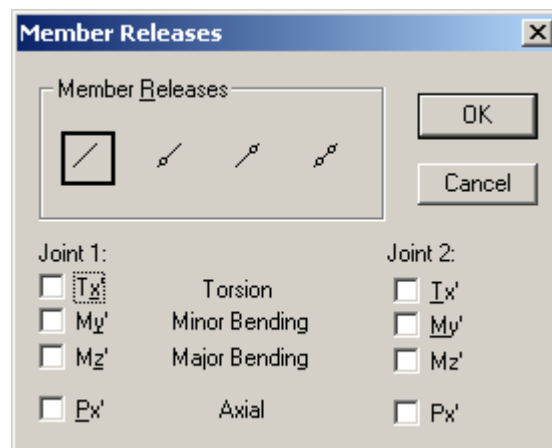 Member Releases
Member Releases
OK
Cancel
Joint 1: Joint 2:
Tx' Torsion Tx'
My' Minor Bending My'
Mz' Major Bending Mz'
Px' Axial Px'